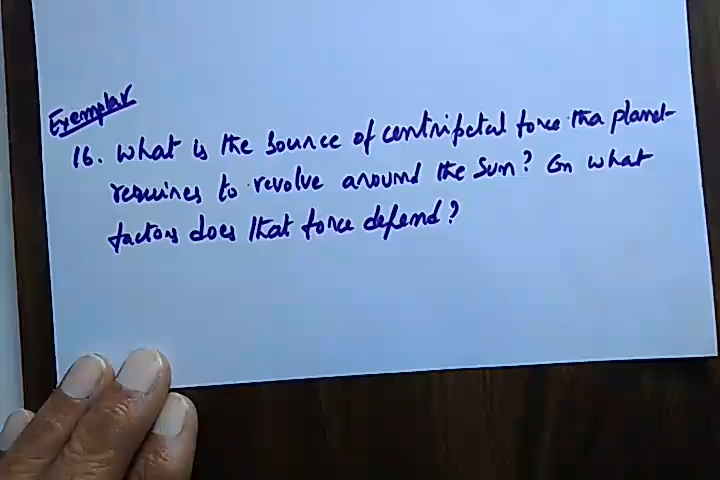 Exemplar
16. What is the source of centripetal force tha planet
requires to revolve around the Sun? On what
factors does that force depend?